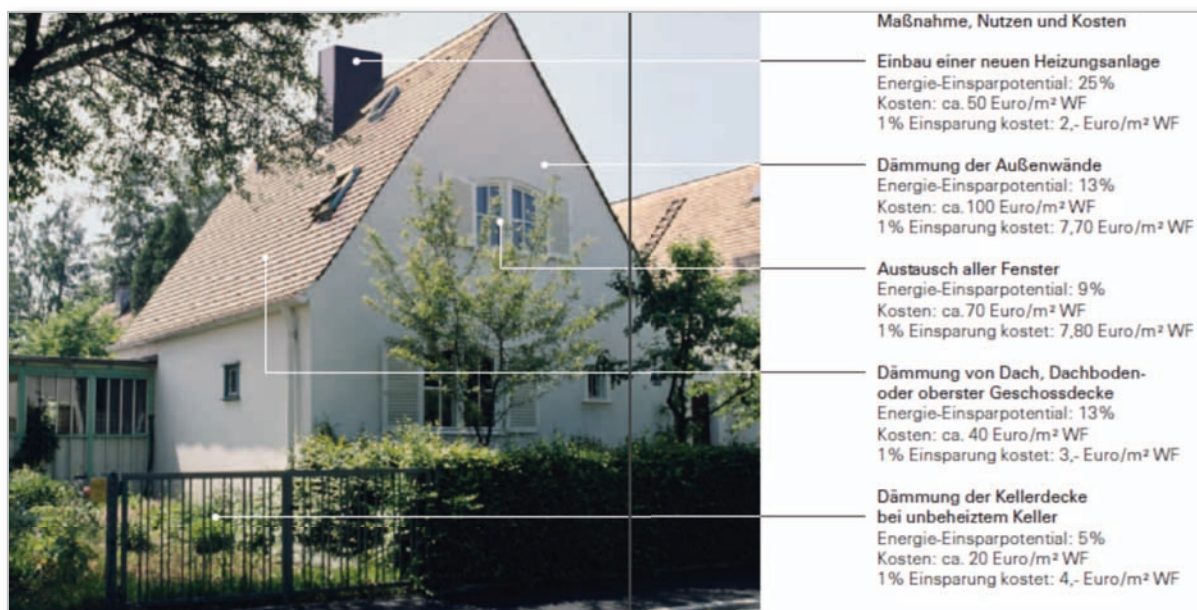 Maßnahme, Nutzen und Kosten
Einbau einer neuen Heizungsanlage
Energie-Einsparpotential: 25%
Kosten: ca. 50 Euro/m² WF
1% Einsparung kostet: 2,- Euro/m² WF
Dämmung der Außenwände
Energie-Einsparpotential: 13%
Kosten: ca. 100 Euro/m² WF
1% Einsparung kostet: 7,70 Euro/m² WF
Austausch aller Fenster
Energie-Einsparpotential: 9%
Kosten: ca. 70 Euro/m² WF
1% Einsparung kostet: 7,80 Euro/m² WF
Dämmung von Dach, Dachboden-
oder oberster Geschossdecke
Energie-Einsparpotential: 13%
Kosten: ca. 40 Euro/m² WF
1% Einsparung kostet: 3,- Euro/m² WF
Dämmung der Kellerdecke
bei unbeheiztem Keller
Energie-Einsparpotential: 5%
Kosten: ca. 20 Euro/m² WF
1% Einsparung kostet: 4,- Euro/m² WF